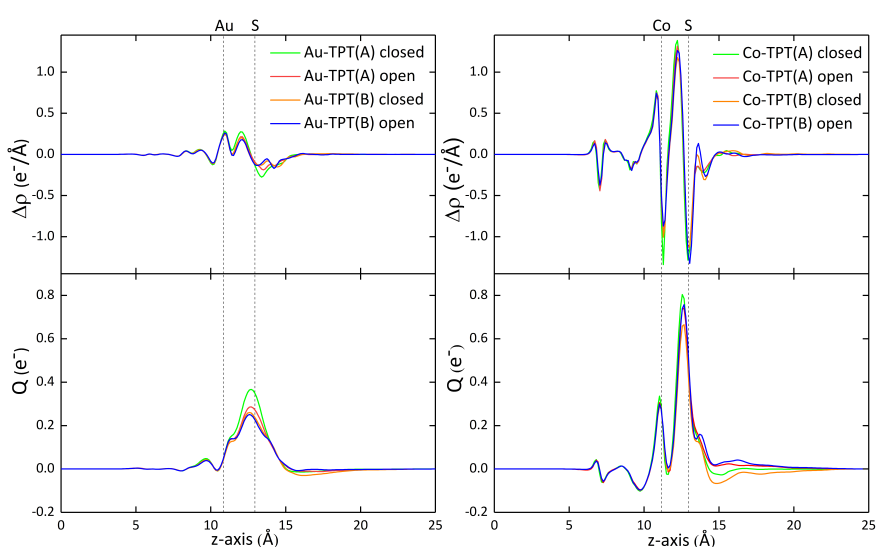 Au S
Co S
Au-TPT(A) closed
Au-TPT(A) open
Au-TPT(B) closed
Au-TPT(B) open
Co-TPT(A) closed
Co-TPT(A) open
Co-TPT(B) closed
Co-TPT(B) open
Δρ (e⁻/Å)
1.0
0.5
0.0
-0.5
-1.0
Δρ (e⁻/Å)
1.0
0.5
0.0
-0.5
-1.0
Q (e⁻)
0.8
0.6
0.4
0.2
0.0
-0.2
Q (e⁻)
0.8
0.6
0.4
0.2
0.0
-0.2
0 5 10 15 20 25
0 5 10 15 20 25
z-axis (Å)
z-axis (Å)